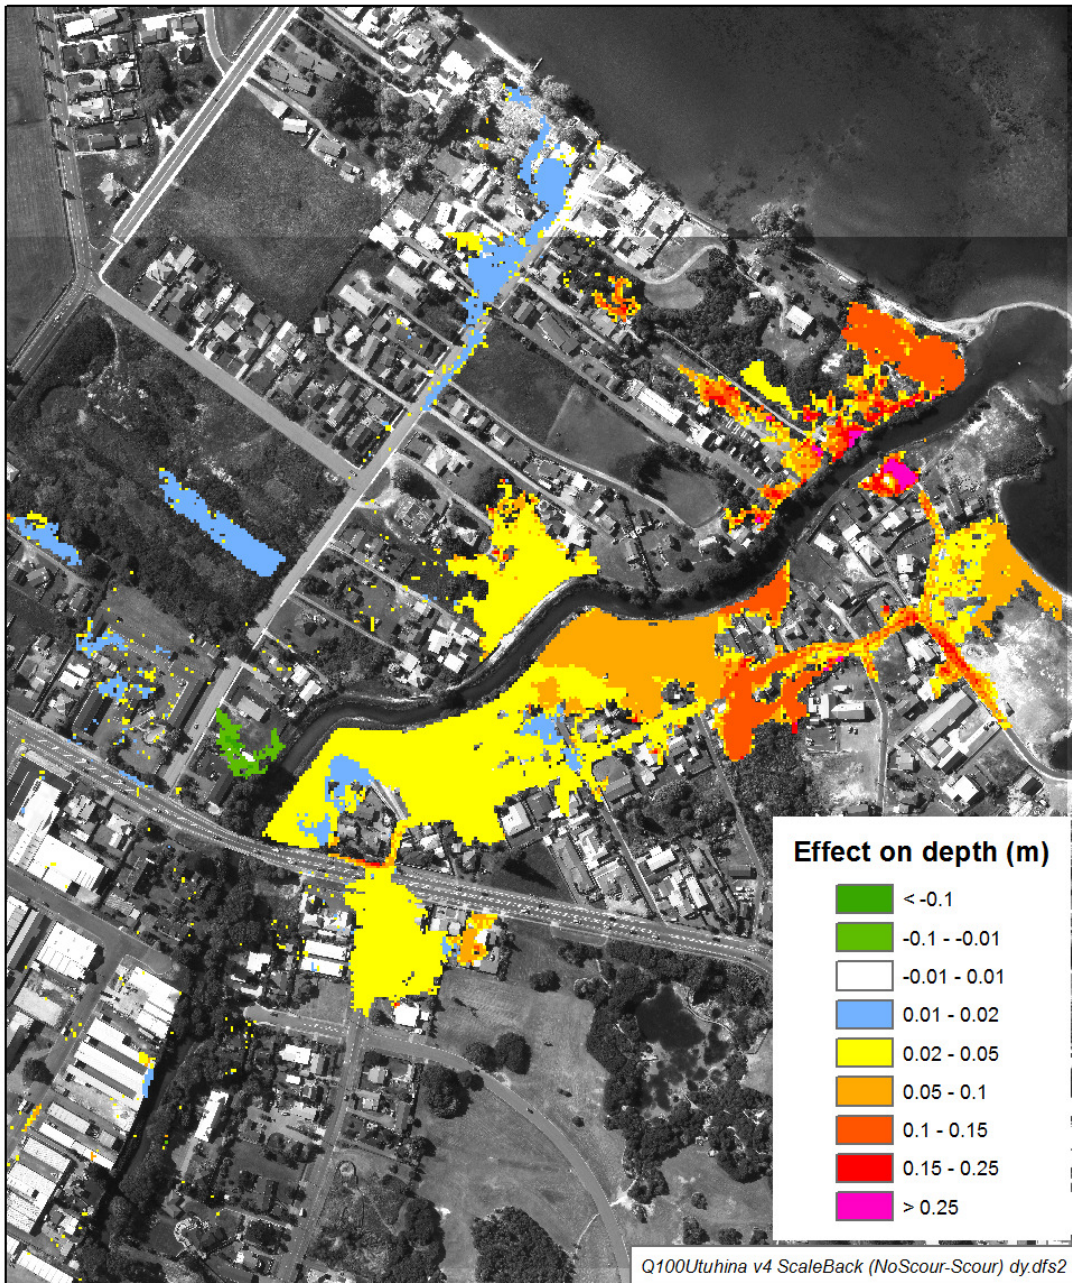 Effect on depth (m)
< -0.1
-0.1 - -0.01
-0.01 - 0.01
0.01 - 0.02
0.02 - 0.05
0.05 - 0.1
0.1 - 0.15
0.15 - 0.25
> 0.25
Q100Utuhina v4 ScaleBack (NoScour-Scour) dy.dfs2